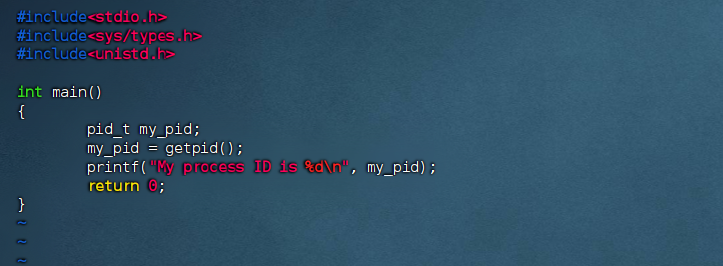 #include<stdio.h>
#include<sys/types.h>
#include<unistd.h>

int main()
{
        pid_t my_pid;
        my_pid = getpid();
        printf("My process ID is %d\n", my_pid);
        return 0;
}
~
~
~